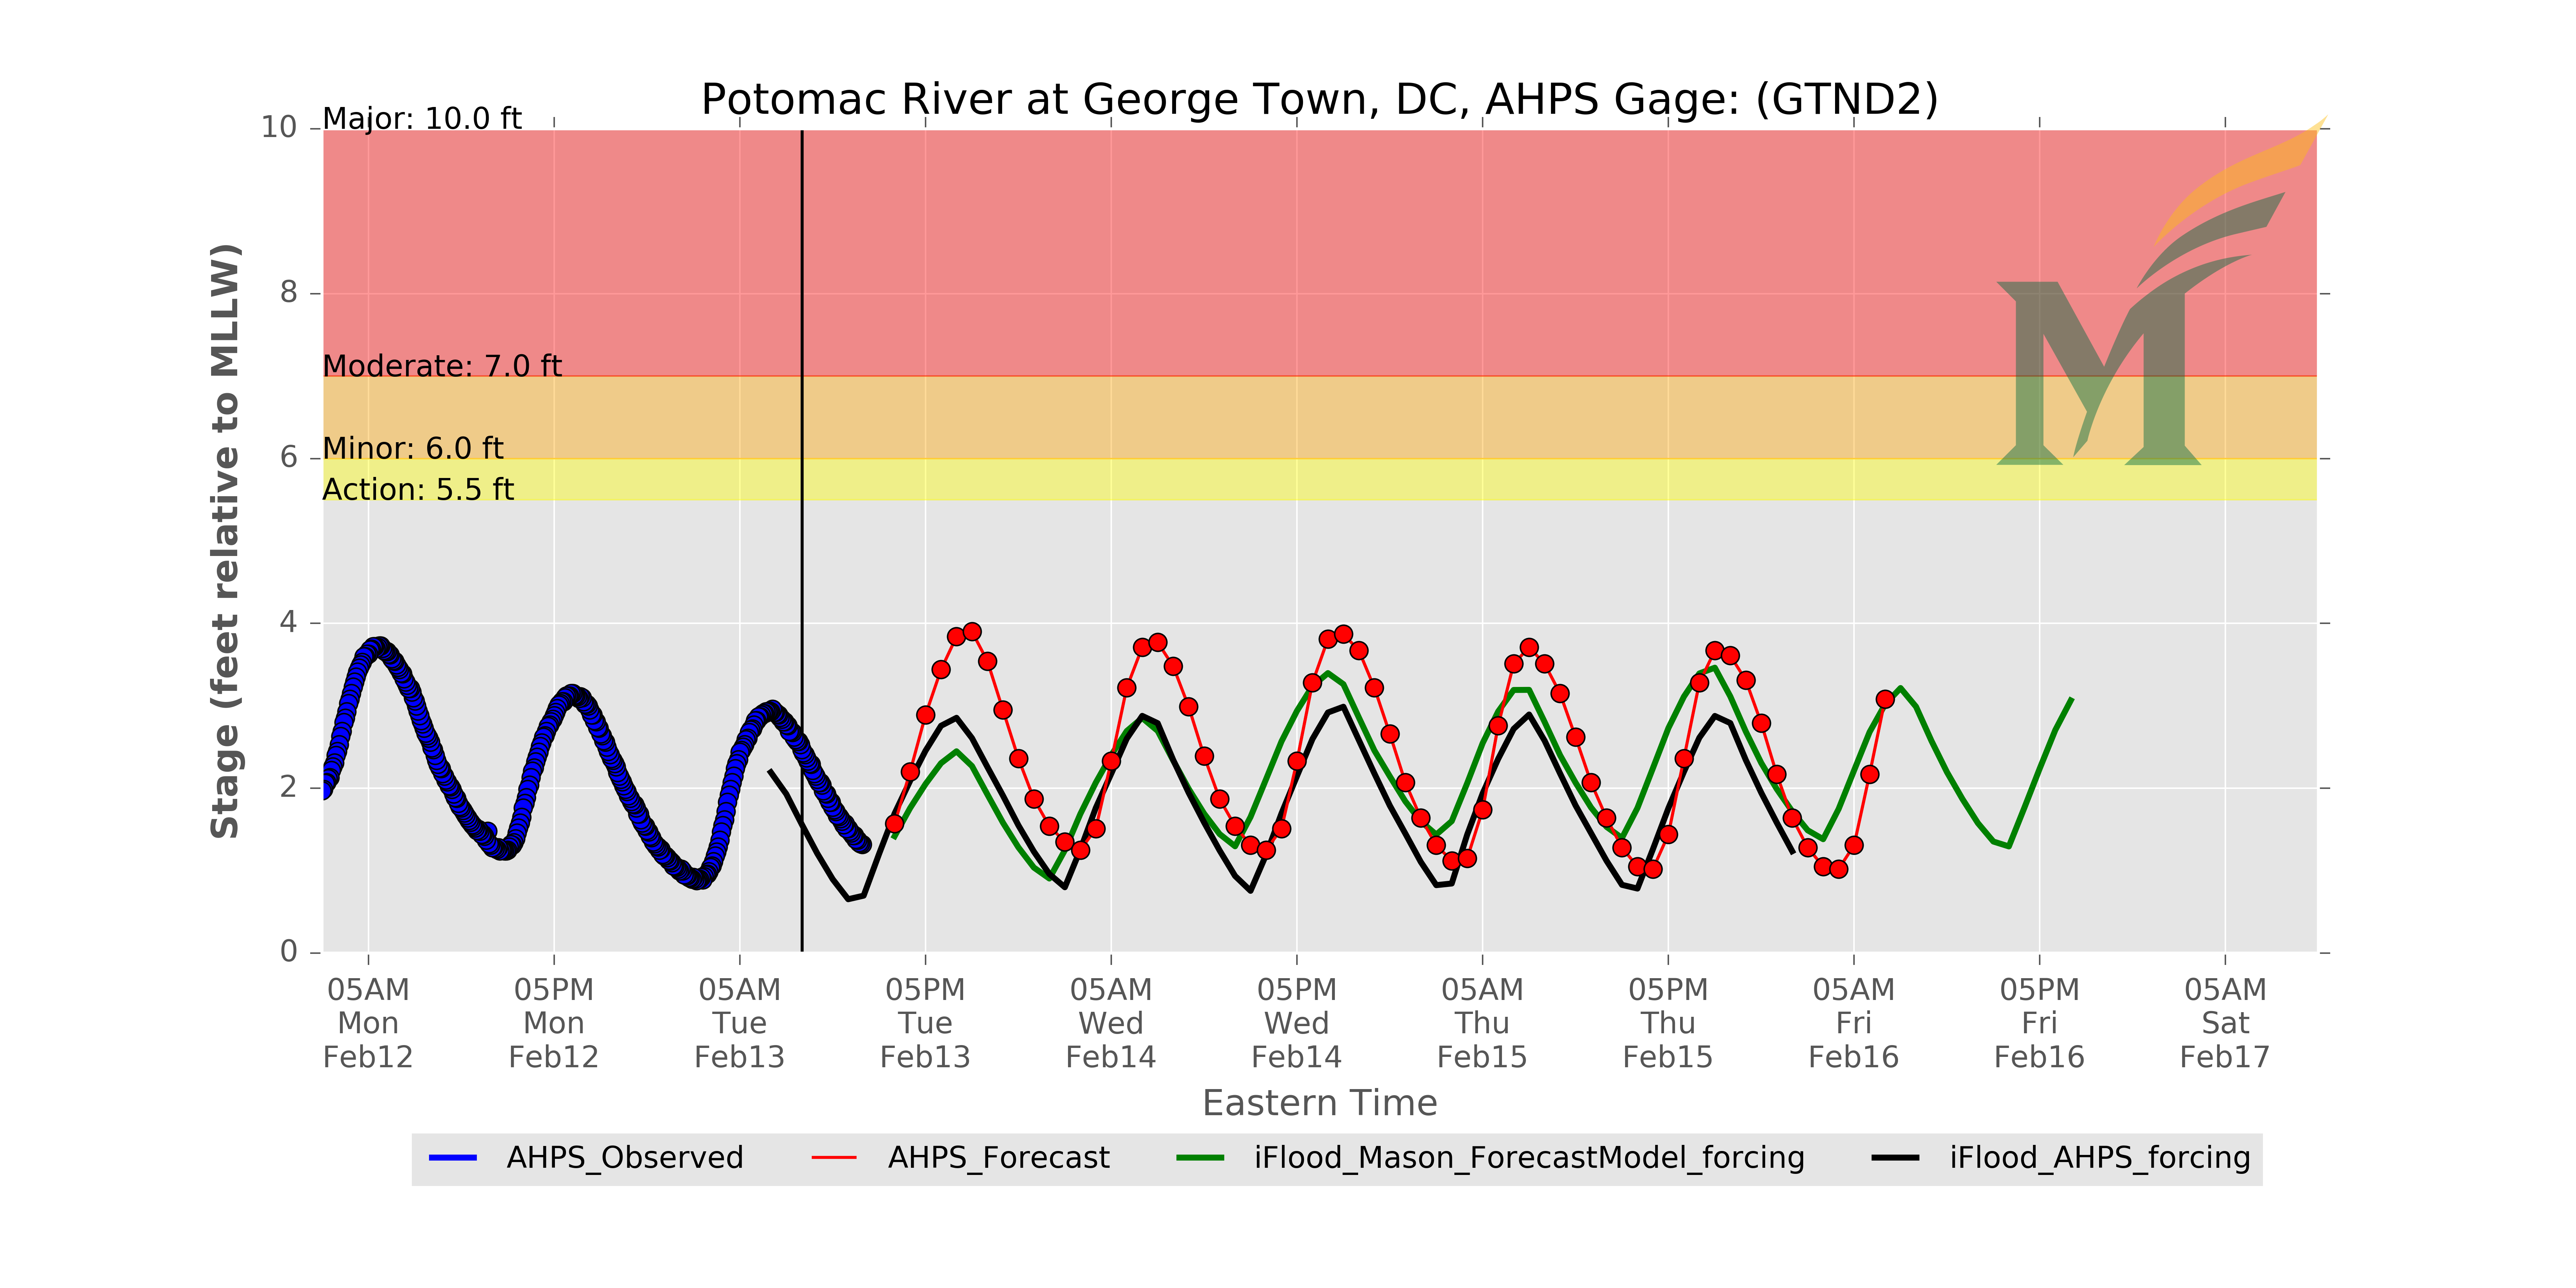 Potomac River at George Town, DC, AHPS Gage: (GTND2)
Major: 10.0 ft
Moderate: 7.0 ft
Minor: 6.0 ft
Action: 5.5 ft
10
8
6
4
2
0
Stage (feet relative to MLLW)
05AM 05PM 05AM 05PM 05AM 05PM 05AM 05PM 05AM 05PM 05AM
Mon Mon Tue Tue Wed Wed Thu Thu Fri Fri Sat
Feb12 Feb12 Feb13 Feb13 Feb14 Feb14 Feb15 Feb15 Feb16 Feb16 Feb17
Eastern Time
AHPS_Observed AHPS_Forecast iFlood_Mason_ForecastModel_forcing iFlood_AHPS_forcing